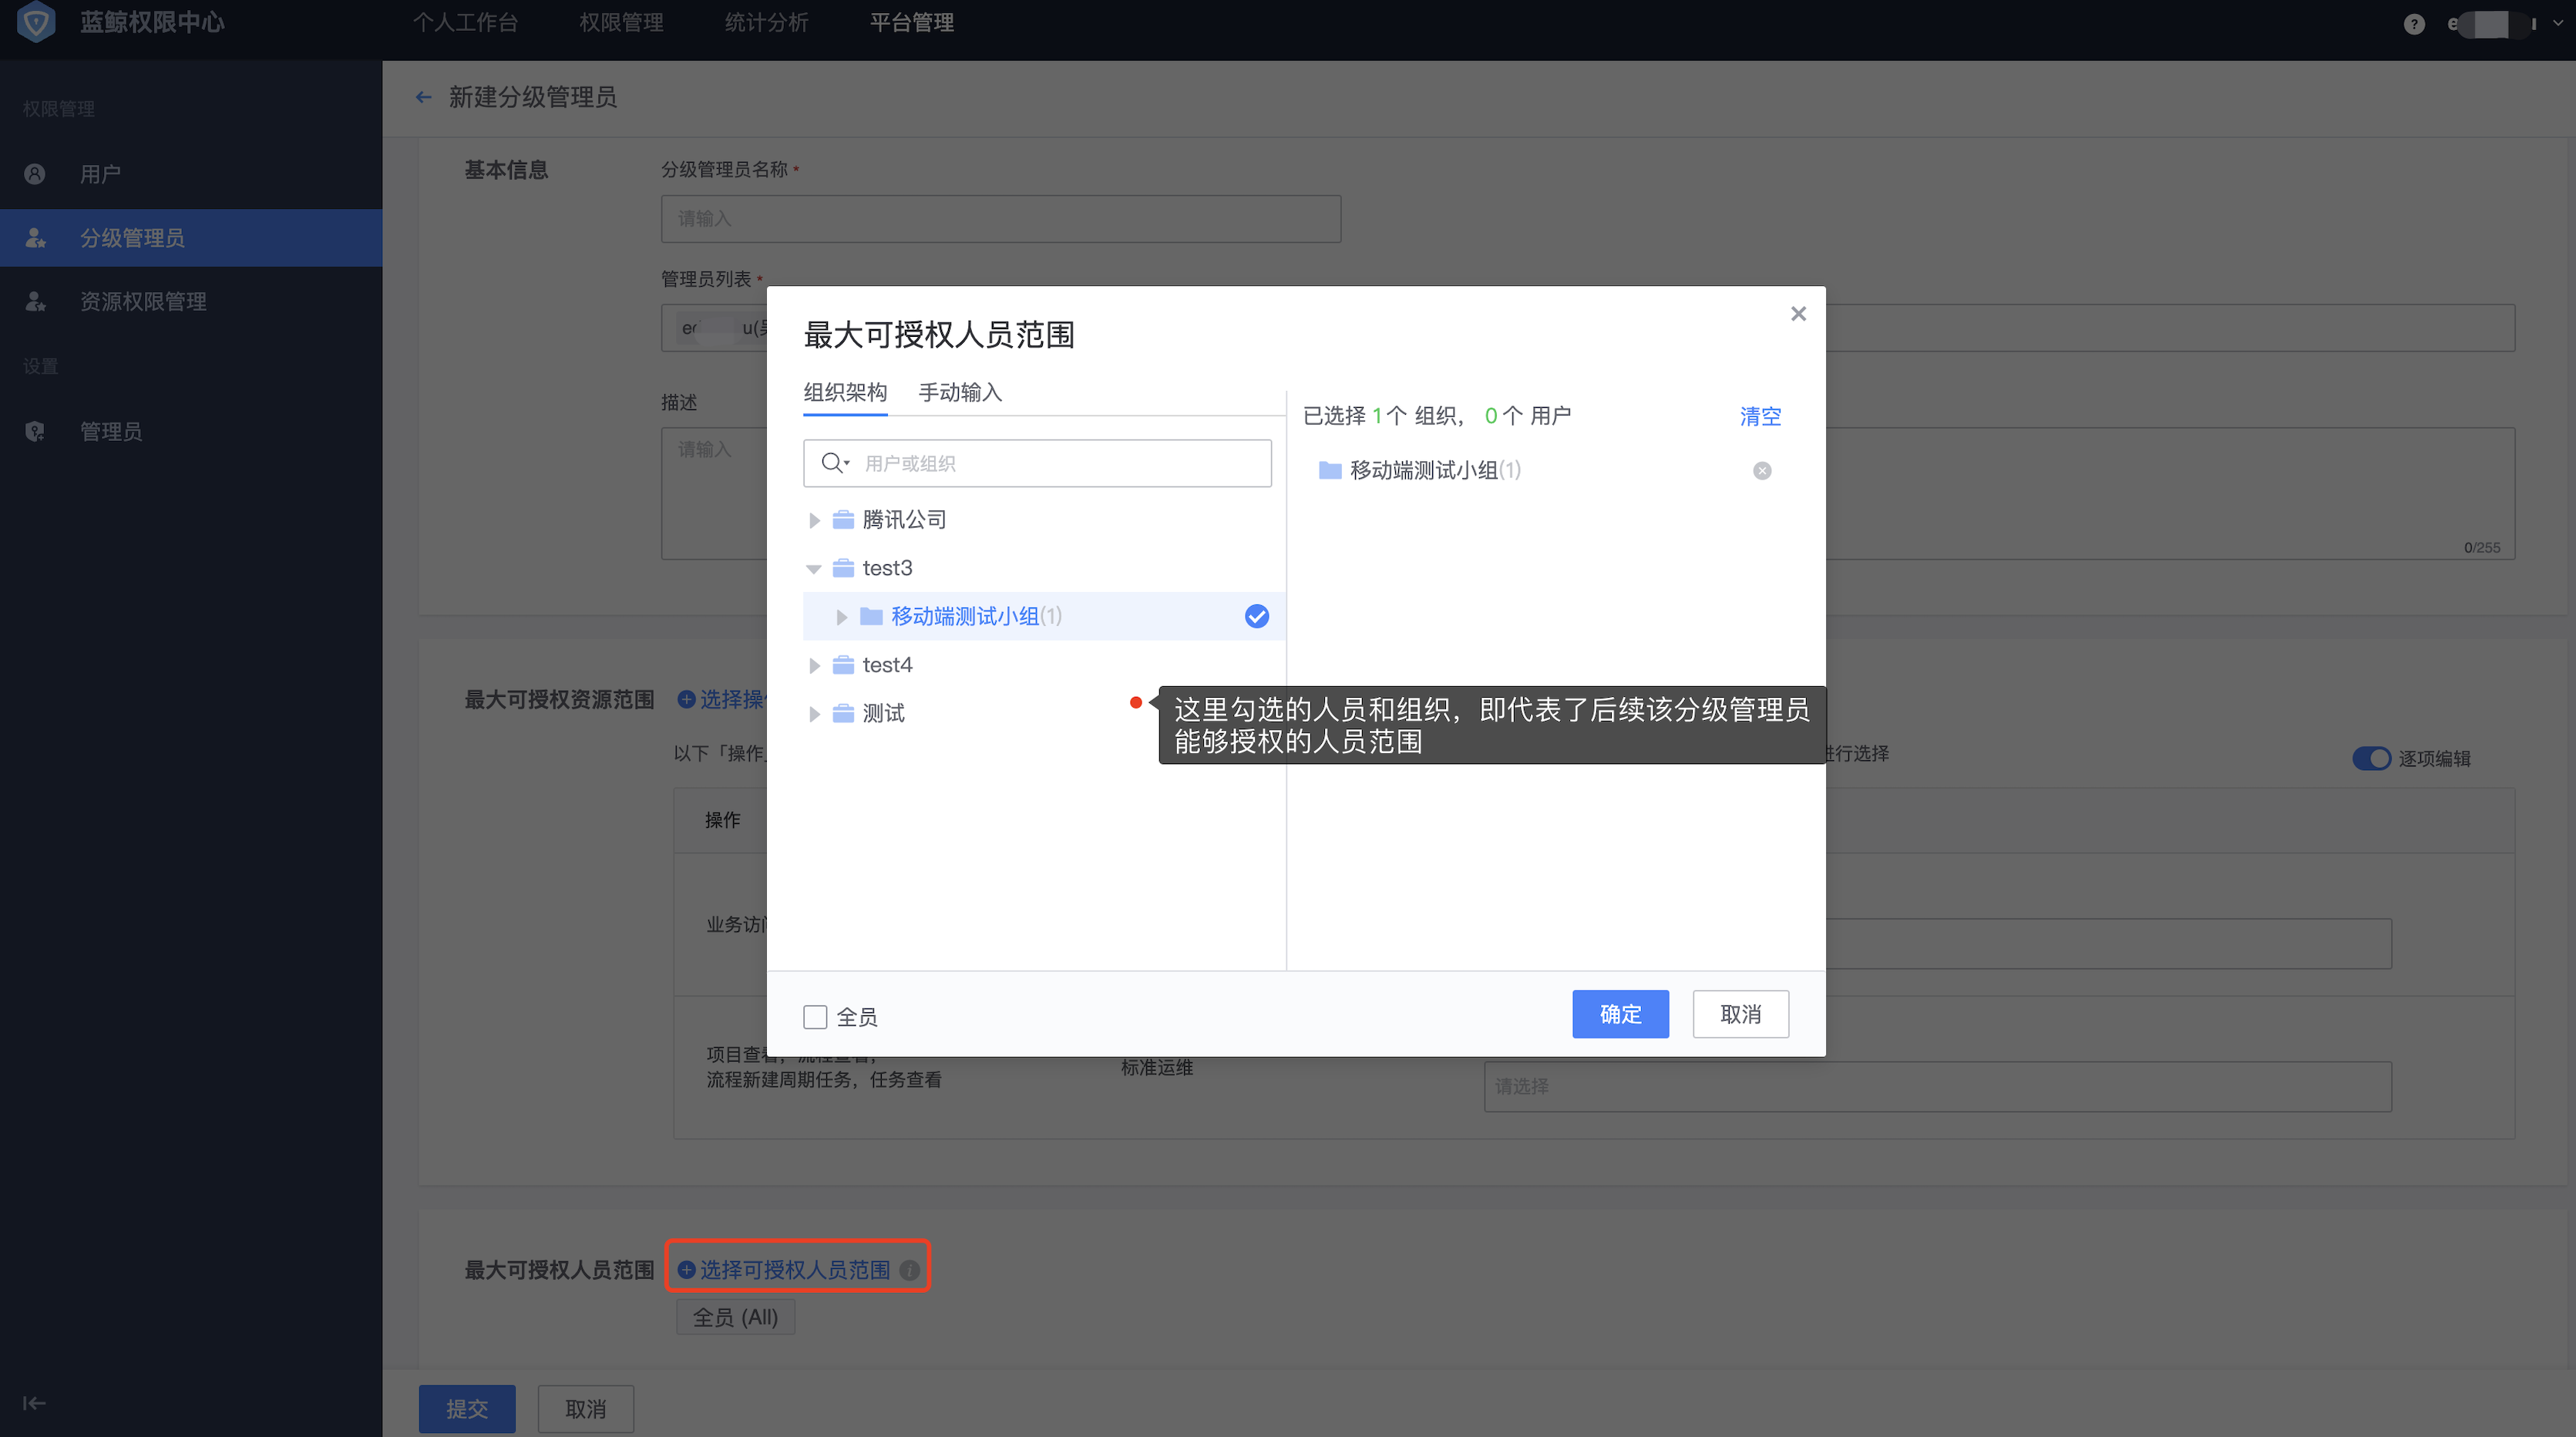 蓝鲸权限中心
个人工作台 权限管理 统计分析 平台管理
权限管理
用户
分级管理员
资源权限管理
设置
管理员
新建分级管理员
基本信息
分级管理员名称 *
请输入
管理员列表 *
描述
请输入
0/255
最大可授权资源范围 选择操
以下「操作」
进行选择
逐项编辑
操作
业务访
项目查看，流程查看，
流程新建周期任务，任务查看
标准运维
请选择
最大可授权人员范围 选择可授权人员范围
全员 (All)
提交 取消
最大可授权人员范围
组织架构 手动输入
用户或组织
腾讯公司
test3
移动端测试小组(1)
test4
测试
已选择 1 个 组织， 0 个 用户
清空
移动端测试小组(1)
这里勾选的人员和组织，即代表了后续该分级管理员
能够授权的人员范围
全员
确定 取消